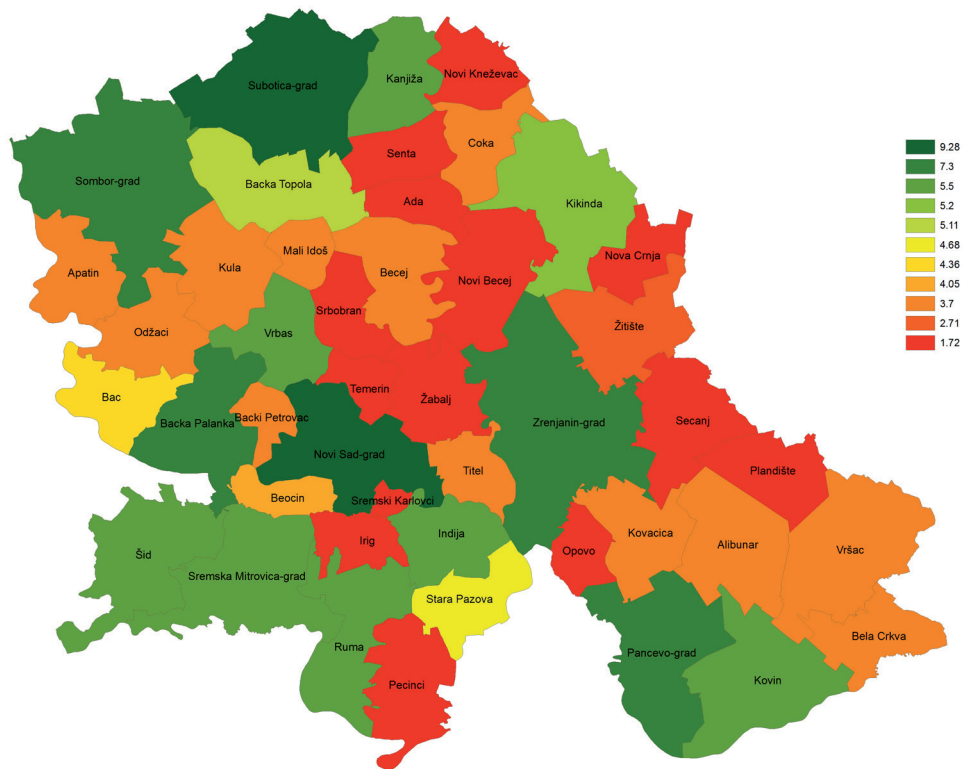 Subotica-grad
Kanjiža
Novi Kneževac
Coka
Senta
Sombor-grad
Backa Topola
Ada
Kikinda
Apatin
Kula
Mali Idoš
Becej
Novi Becej
Nova Crnja
Srbobran
Odžaci
Vrbas
Žitište
Bac
Temerin
Žabalj
Backa Palanka
Backi Petrovac
Zrenjanin-grad
Secanj
Novi Sad-grad
Titel
Plandište
Beocin
Sremski Karlovci
Indija
Irig
Opovo
Kovacica
Alibunar
Vršac
Šid
Sremska Mitrovica-grad
Stara Pazova
Ruma
Pecinci
Pancevo-grad
Bela Crkva
Kovin
9.28
7.3
5.5
5.2
5.11
4.68
4.36
4.05
3.7
2.71
1.72